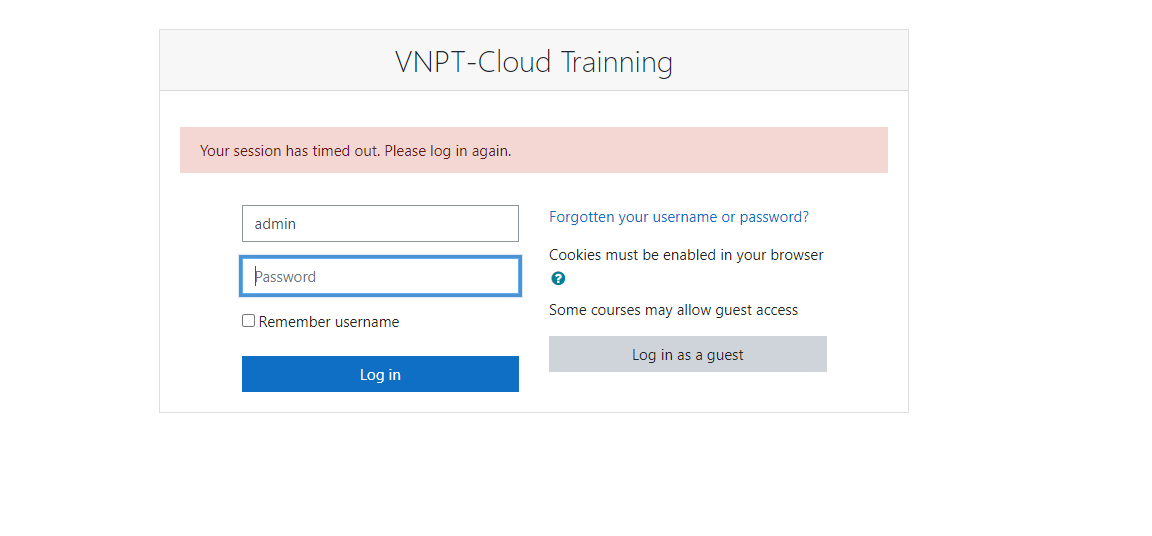 VNPT-Cloud Trainning
Your session has timed out. Please log in again.
admin
Password
Remember username
Log in
Forgotten your username or password?
Cookies must be enabled in your browser
?
Some courses may allow guest access
Log in as a guest